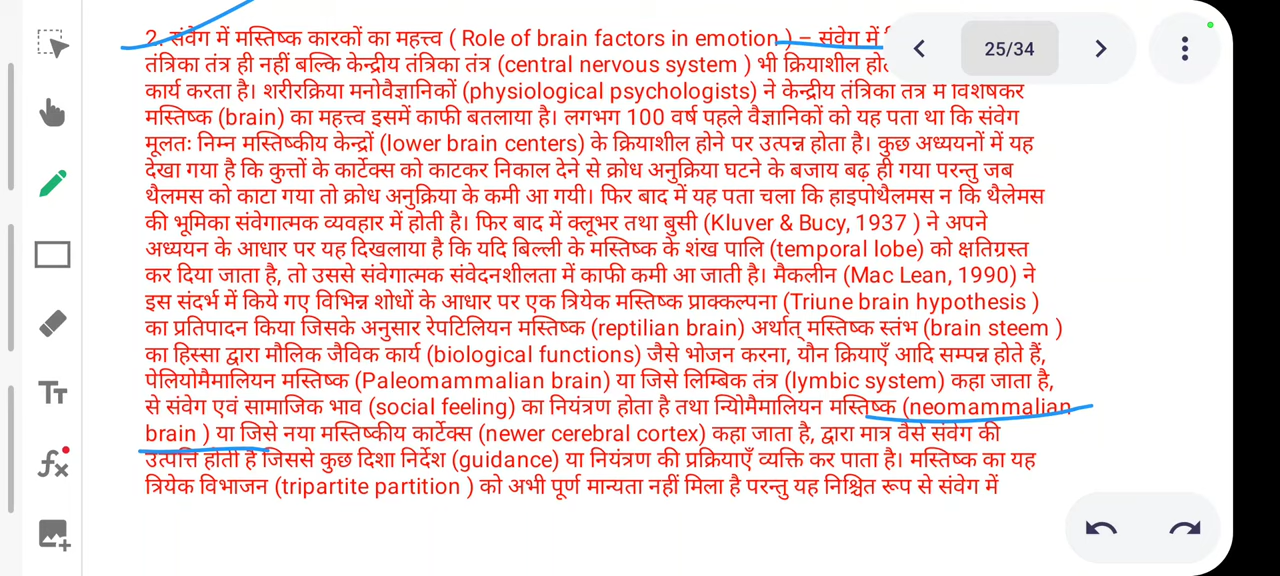 2. संवेग में मस्तिष्क कारकों का महत्त्व ( Role of brain factors in emotion ) – संवेग में
25/34
तंत्रिका तंत्र ही नहीं बल्कि केन्द्रीय तंत्रिका तंत्र (central nervous system ) भी क्रियाशील
कार्य करता है। शरीरक्रिया मनोवैज्ञानिकों (physiological psychologists) ने केन्द्रीय तंत्रिका तंत्र में विशेषकर
मस्तिष्क (brain) का महत्त्व इसमें काफी बतलाया है। लगभग 100 वर्ष पहले वैज्ञानिकों को यह पता था कि संवेग
मूलतः निम्न मस्तिष्कीय केन्द्रों (lower brain centers) के क्रियाशील होने पर उत्पन्न होता है। कुछ अध्ययनों में यह
देखा गया है कि कुत्तों के कार्टेक्स को काटकर निकाल देने से क्रोध अनुक्रिया घटने के बजाय बढ़ ही गया परन्तु जब
थैलमस को काटा गया तो क्रोध अनुक्रिया के कमी आ गयी। फिर बाद में यह पता चला कि हाइपोथैलमस न कि थैलेमस
की भूमिका संवेगात्मक व्यवहार में होती है। फिर बाद में क्लूभर तथा बुसी (Kluver & Bucy, 1937 ) ने अपने
अध्ययन के आधार पर यह दिखलाया है कि यदि बिल्ली के मस्तिष्क के शंख पालि (temporal lobe) को क्षतिग्रस्त
कर दिया जाता है, तो उससे संवेगात्मक संवेदनशीलता में काफी कमी आ जाती है। मैकलीन (Mac Lean, 1990) ने
इस संदर्भ में किये गए विभिन्न शोधों के आधार पर एक त्रियेक मस्तिष्क प्राक्कल्पना (Triune brain hypothesis )
का प्रतिपादन किया जिसके अनुसार रेपटिलियन मस्तिष्क (reptilian brain) अर्थात् मस्तिष्क स्तंभ (brain steem )
का हिस्सा द्वारा मौलिक जैविक कार्य (biological functions) जैसे भोजन करना, यौन क्रियाएँ आदि सम्पन्न होते हैं,
पेलियोमैमालियन मस्तिष्क (Paleomammalian brain) या जिसे लिम्बिक तंत्र (lymbic system) कहा जाता है,
से संवेग एवं सामाजिक भाव (social feeling) का नियंत्रण होता है तथा न्यिोमैमालियन मस्तिष्क (neomammalian
brain ) या जिसे नया मस्तिष्कीय कार्टेक्स (newer cerebral cortex) कहा जाता है, द्वारा मात्र वैसे संवेग की
उत्पत्ति होती है जिससे कुछ दिशा निर्देश (guidance) या नियंत्रण की प्रक्रियाएँ व्यक्ति कर पाता है। मस्तिष्क का यह
त्रियेक विभाजन (tripartite partition ) को अभी पूर्ण मान्यता नहीं मिला है परन्तु यह निश्चित रूप से संवेग में